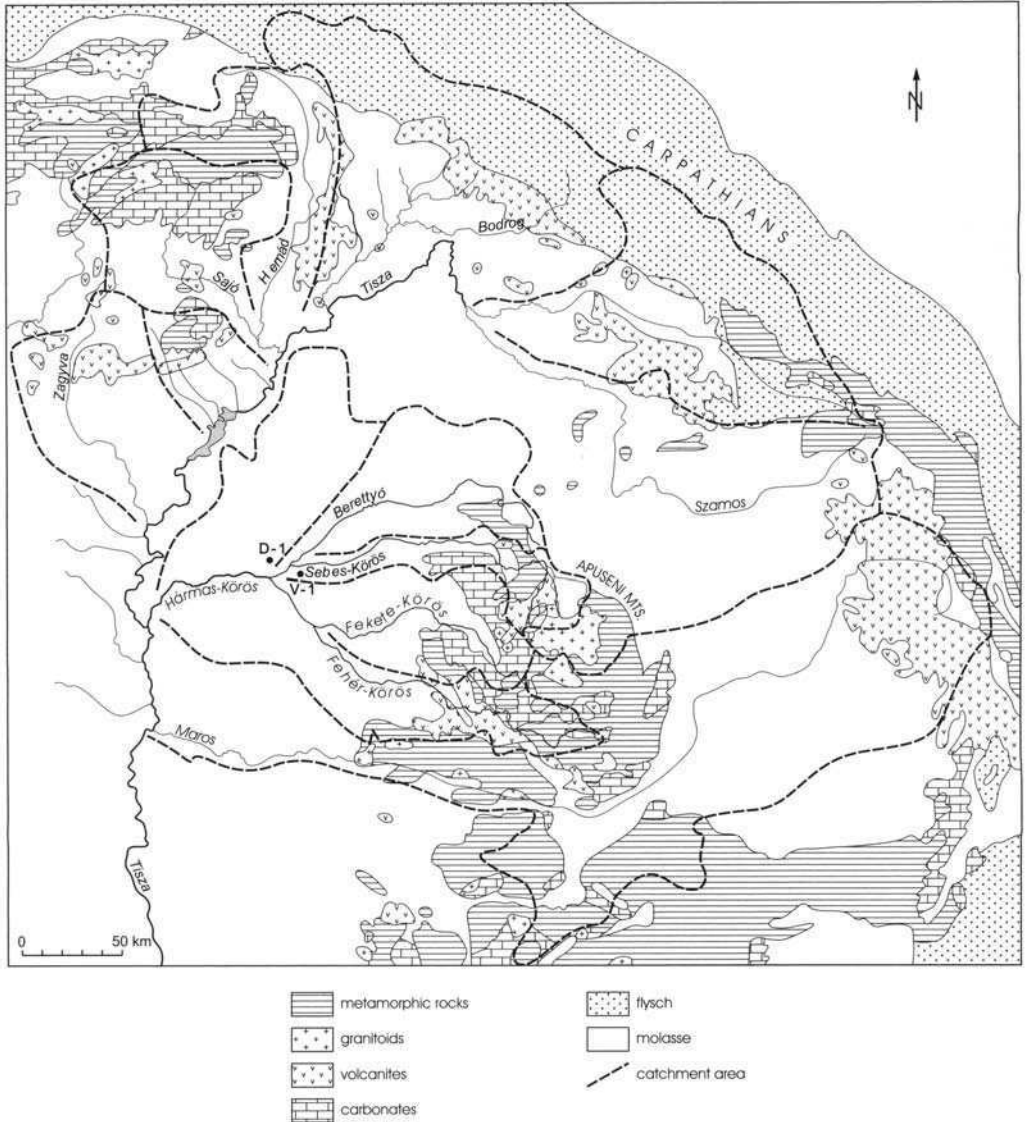 N
CARPATHIANS
Bodrog
Hernád
Sajó
Tisza
Zagyva
Szamos
Berettyó
D-1
Sebes-Körös
V-1
APUSENI MTS.
Hármas-Körös
Fekete-Körös
Fehér-Körös
Maros
Tisza
0 50 km
metamorphic rocks
flysch
granitoids
molasse
volcanites
catchment area
carbonates